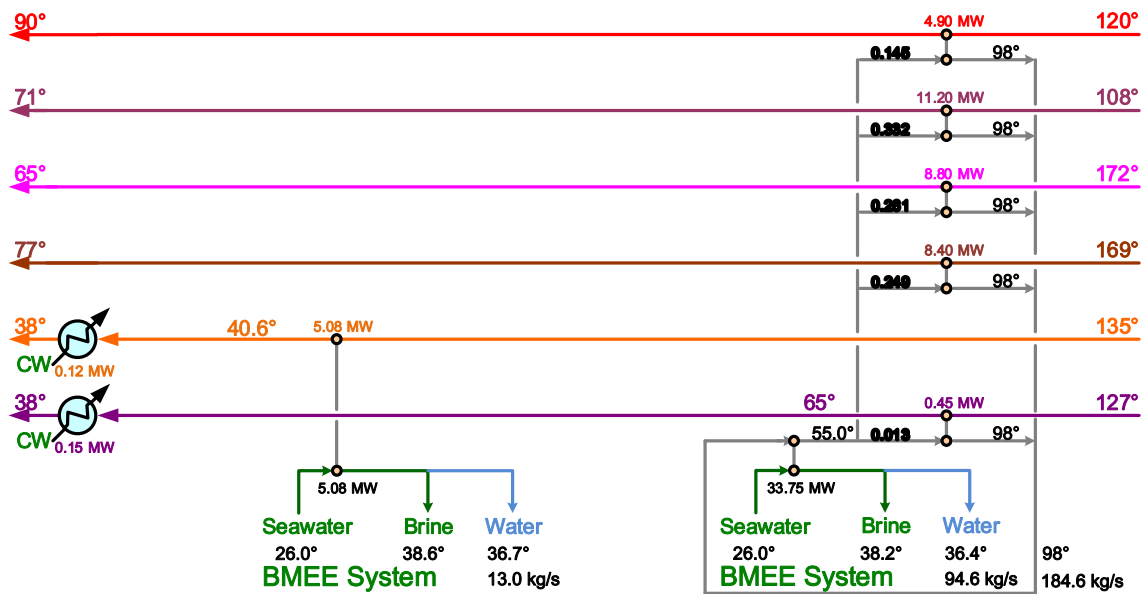 90° 4.90 MW 120°
0.145 98°
71° 11.20 MW 108°
0.332 98°
65° 8.80 MW 172°
0.261 98°
77° 8.40 MW 169°
0.249 98°
38° 40.6° 5.08 MW 135°
CW 0.12 MW
38° 65° 0.45 MW 127°
CW 0.15 MW 55.0° 0.013 98°
5.08 MW 33.75 MW
Seawater Brine Water Seawater Brine Water
26.0° 38.6° 36.7° 26.0° 38.2° 36.4° 98°
BMEE System 13.0 kg/s BMEE System 94.6 kg/s 184.6 kg/s